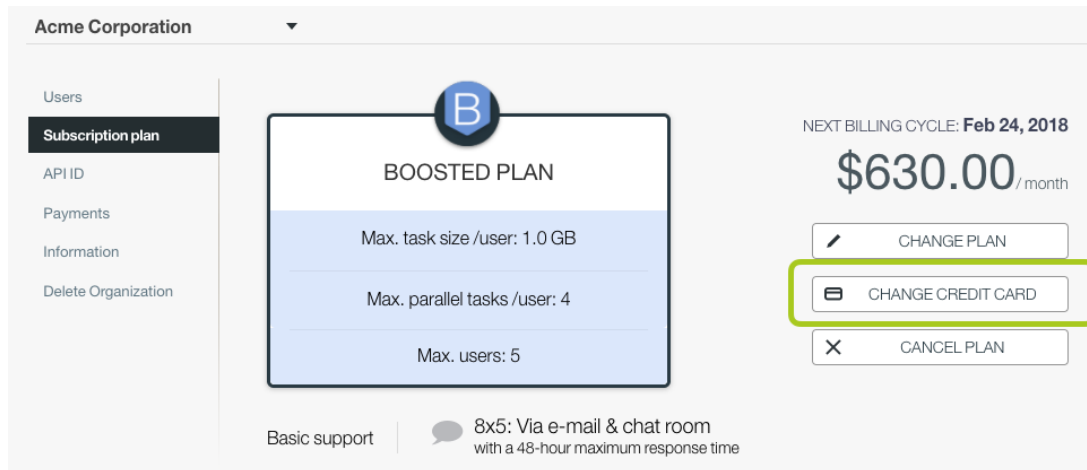 Acme Corporation
Users
Subscription plan
API ID
Payments
Information
Delete Organization
B
BOOSTED PLAN
Max. task size /user: 1.0 GB
Max. parallel tasks /user: 4
Max. users: 5
Basic support
8x5: Via e-mail & chat room
with a 48-hour maximum response time
NEXT BILLING CYCLE: Feb 24, 2018
$630.00/ month
CHANGE PLAN
CHANGE CREDIT CARD
CANCEL PLAN